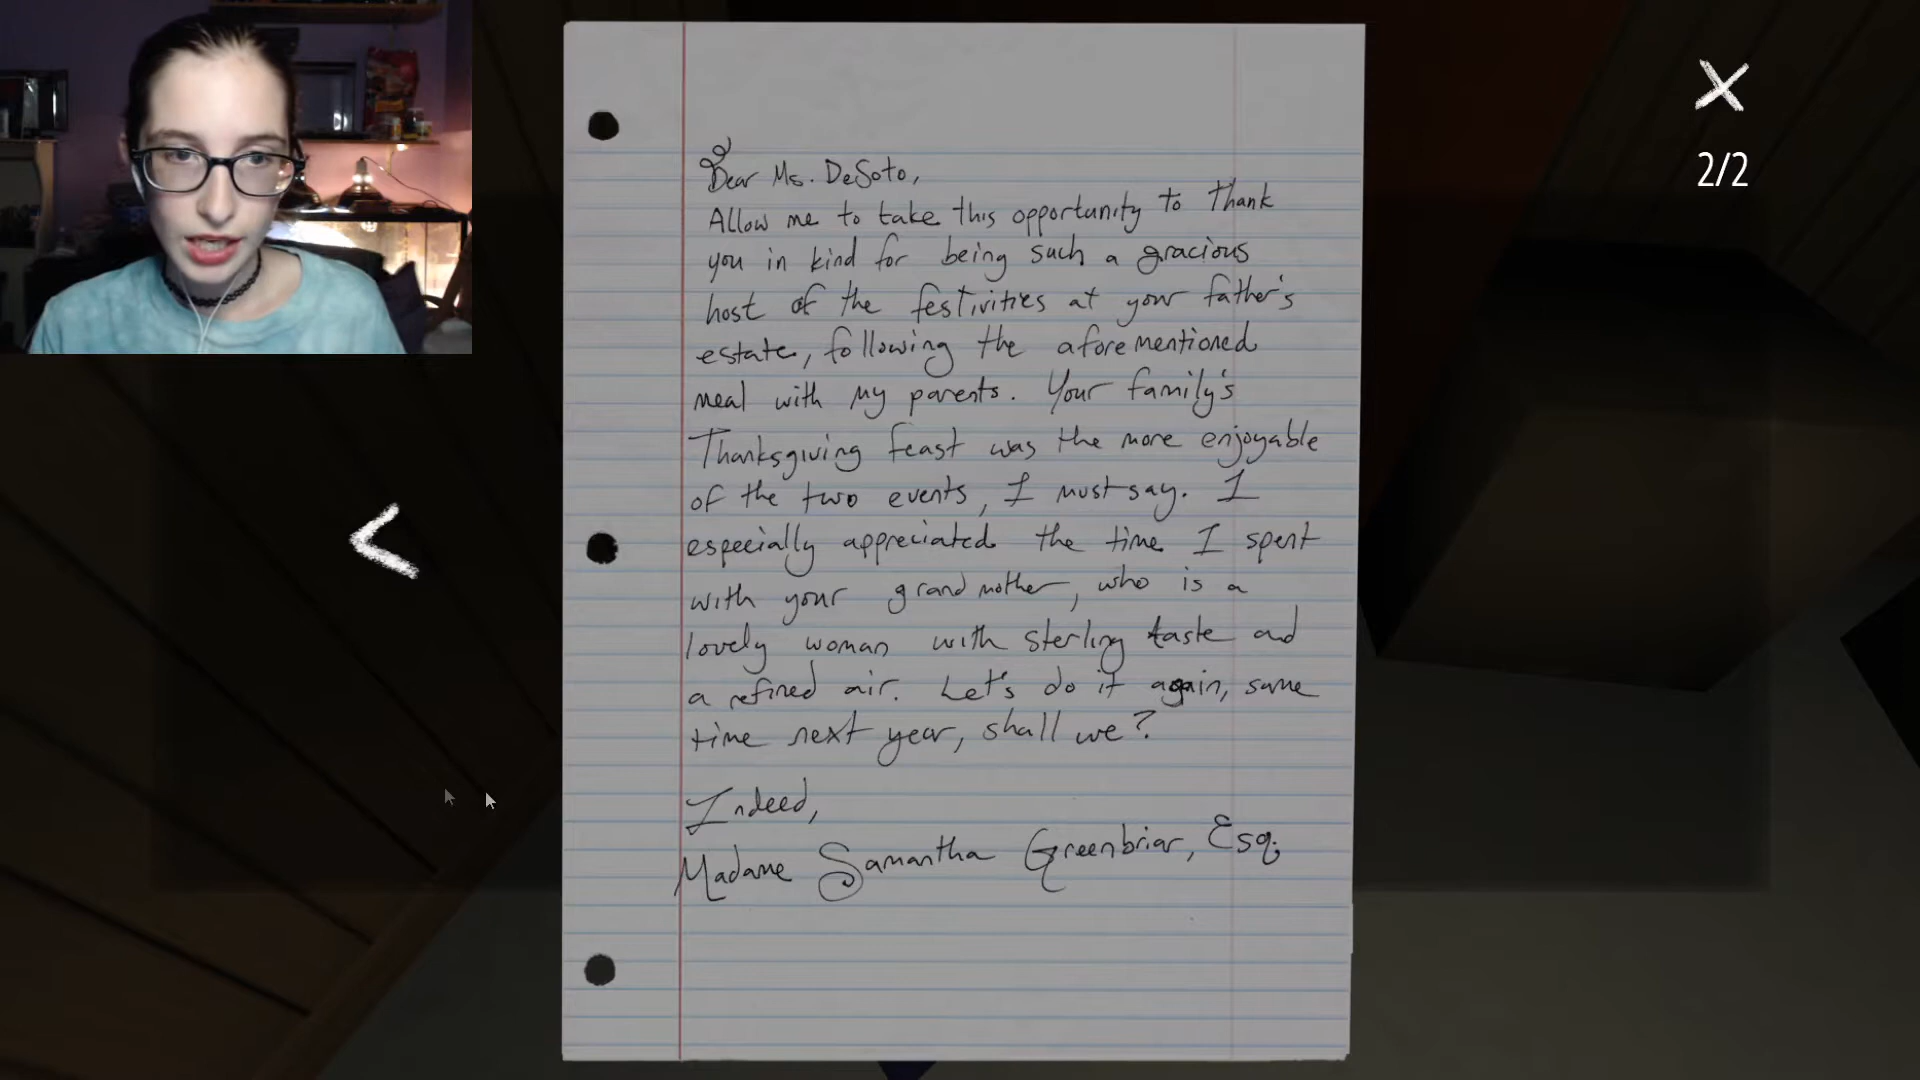 2/2
Dear Ms. DeSoto,
Allow me to take this opportunity to thank
you in kind for being such a gracious
host of the festivities at your father's
estate, following the aforementioned
meal with my parents. Your family's
Thanksgiving feast was the more enjoyable
of the two events, I must say. I
especially appreciated the time I spent
with your grandmother, who is a
lovely woman with sterling taste and
a refined air. Let's do it again, same
time next year, shall we?
Indeed,
Madame Samantha Greenbriar, Esq.